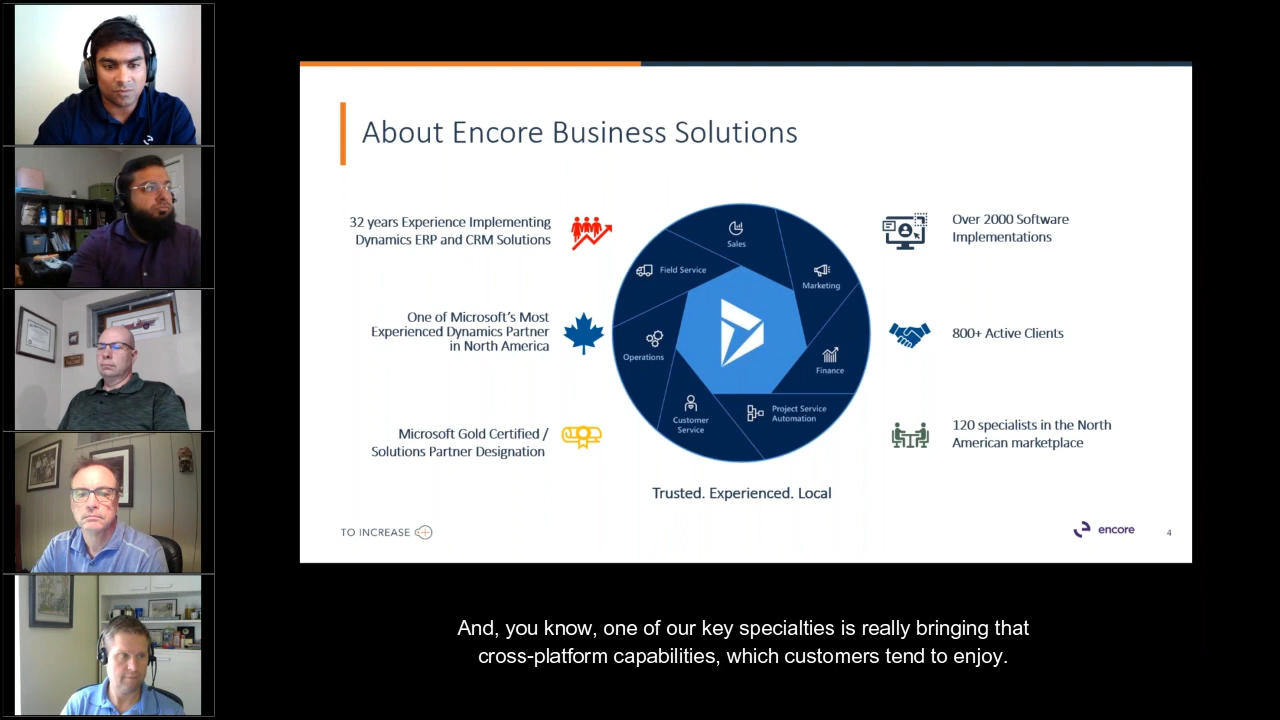 About Encore Business Solutions
32 years Experience Implementing
Dynamics ERP and CRM Solutions
One of Microsoft's Most
Experienced Dynamics Partner
in North America
Microsoft Gold Certified /
Solutions Partner Designation
Sales
Field Service
Marketing
Operations
Finance
Customer
Service
Project Service
Automation
Over 2000 Software
Implementations
800+ Active Clients
120 specialists in the North
American marketplace
Trusted. Experienced. Local
TO INCREASE
encore
4
And, you know, one of our key specialties is really bringing that
cross-platform capabilities, which customers tend to enjoy.